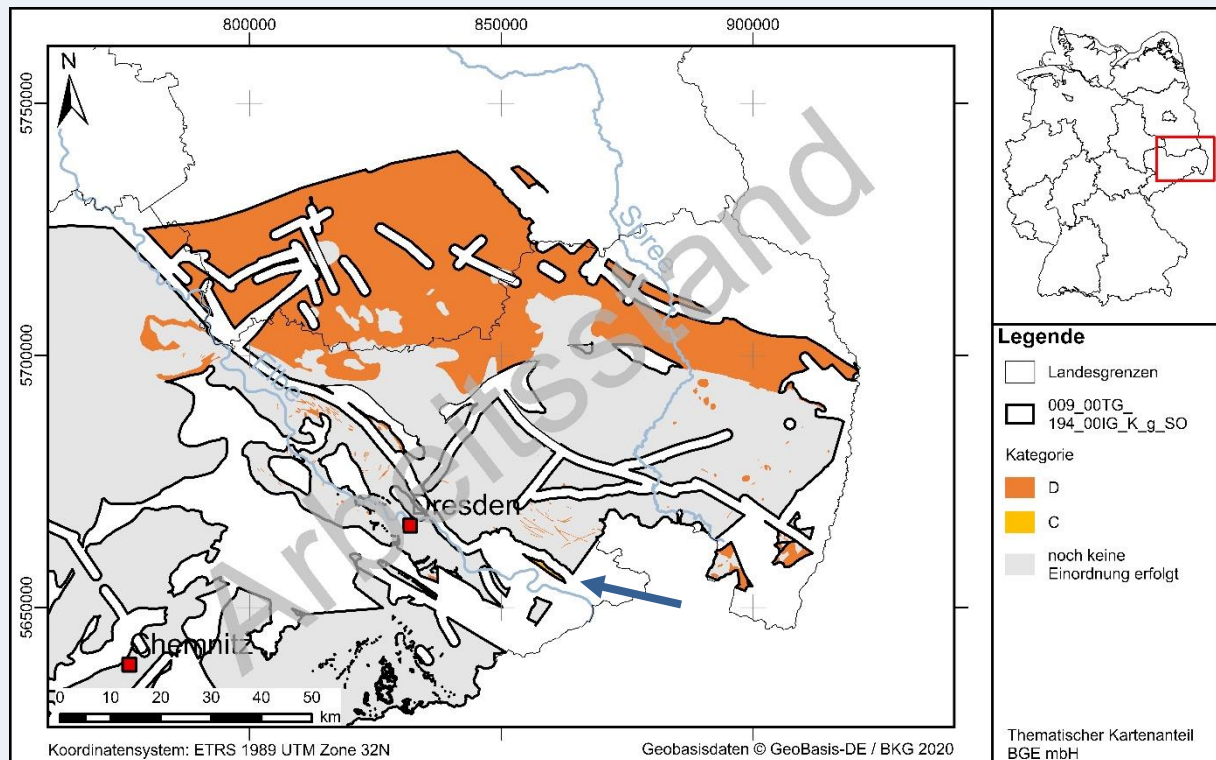 800000
850000
900000
N
5750000
5700000
5650000
Spree
Elbe
Dresden
Chemnitz
Arbeitsstand
0 10 20 30 40 50
km
Koordinatensystem: ETRS 1989 UTM Zone 32N
Geobasisdaten © GeoBasis-DE / BKG 2020
Legende
Landesgrenzen
009_00TG_
194_00IG_K_g_SO
Kategorie
D
C
noch keine
Einordnung erfolgt
Thematischer Kartenanteil
BGE mbH